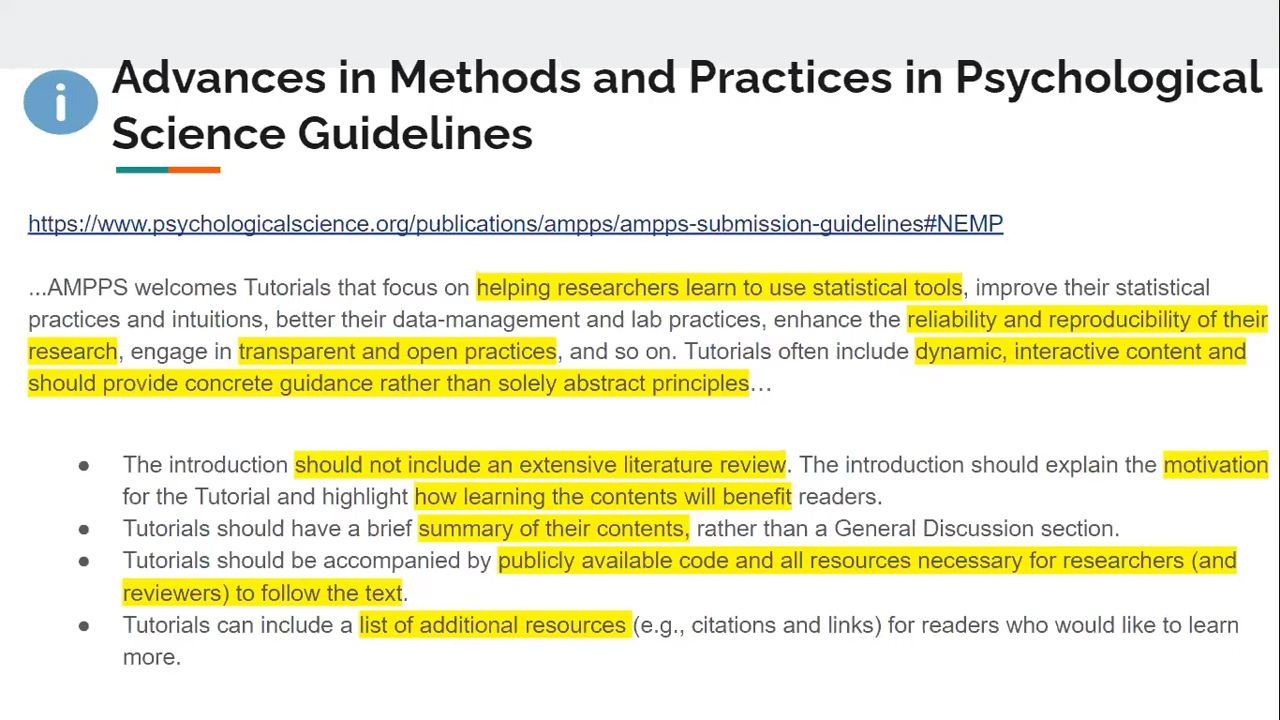 i
Advances in Methods and Practices in Psychological
Science Guidelines
https://www.psychologicalscience.org/publications/ampps/ampps-submission-guidelines#NEMP
...AMPPS welcomes Tutorials that focus on helping researchers learn to use statistical tools, improve their statistical
practices and intuitions, better their data-management and lab practices, enhance the reliability and reproducibility of their
research, engage in transparent and open practices, and so on. Tutorials often include dynamic, interactive content and
should provide concrete guidance rather than solely abstract principles…
● The introduction should not include an extensive literature review. The introduction should explain the motivation
for the Tutorial and highlight how learning the contents will benefit readers.
● Tutorials should have a brief summary of their contents, rather than a General Discussion section.
● Tutorials should be accompanied by publicly available code and all resources necessary for researchers (and
reviewers) to follow the text.
● Tutorials can include a list of additional resources (e.g., citations and links) for readers who would like to learn
more.